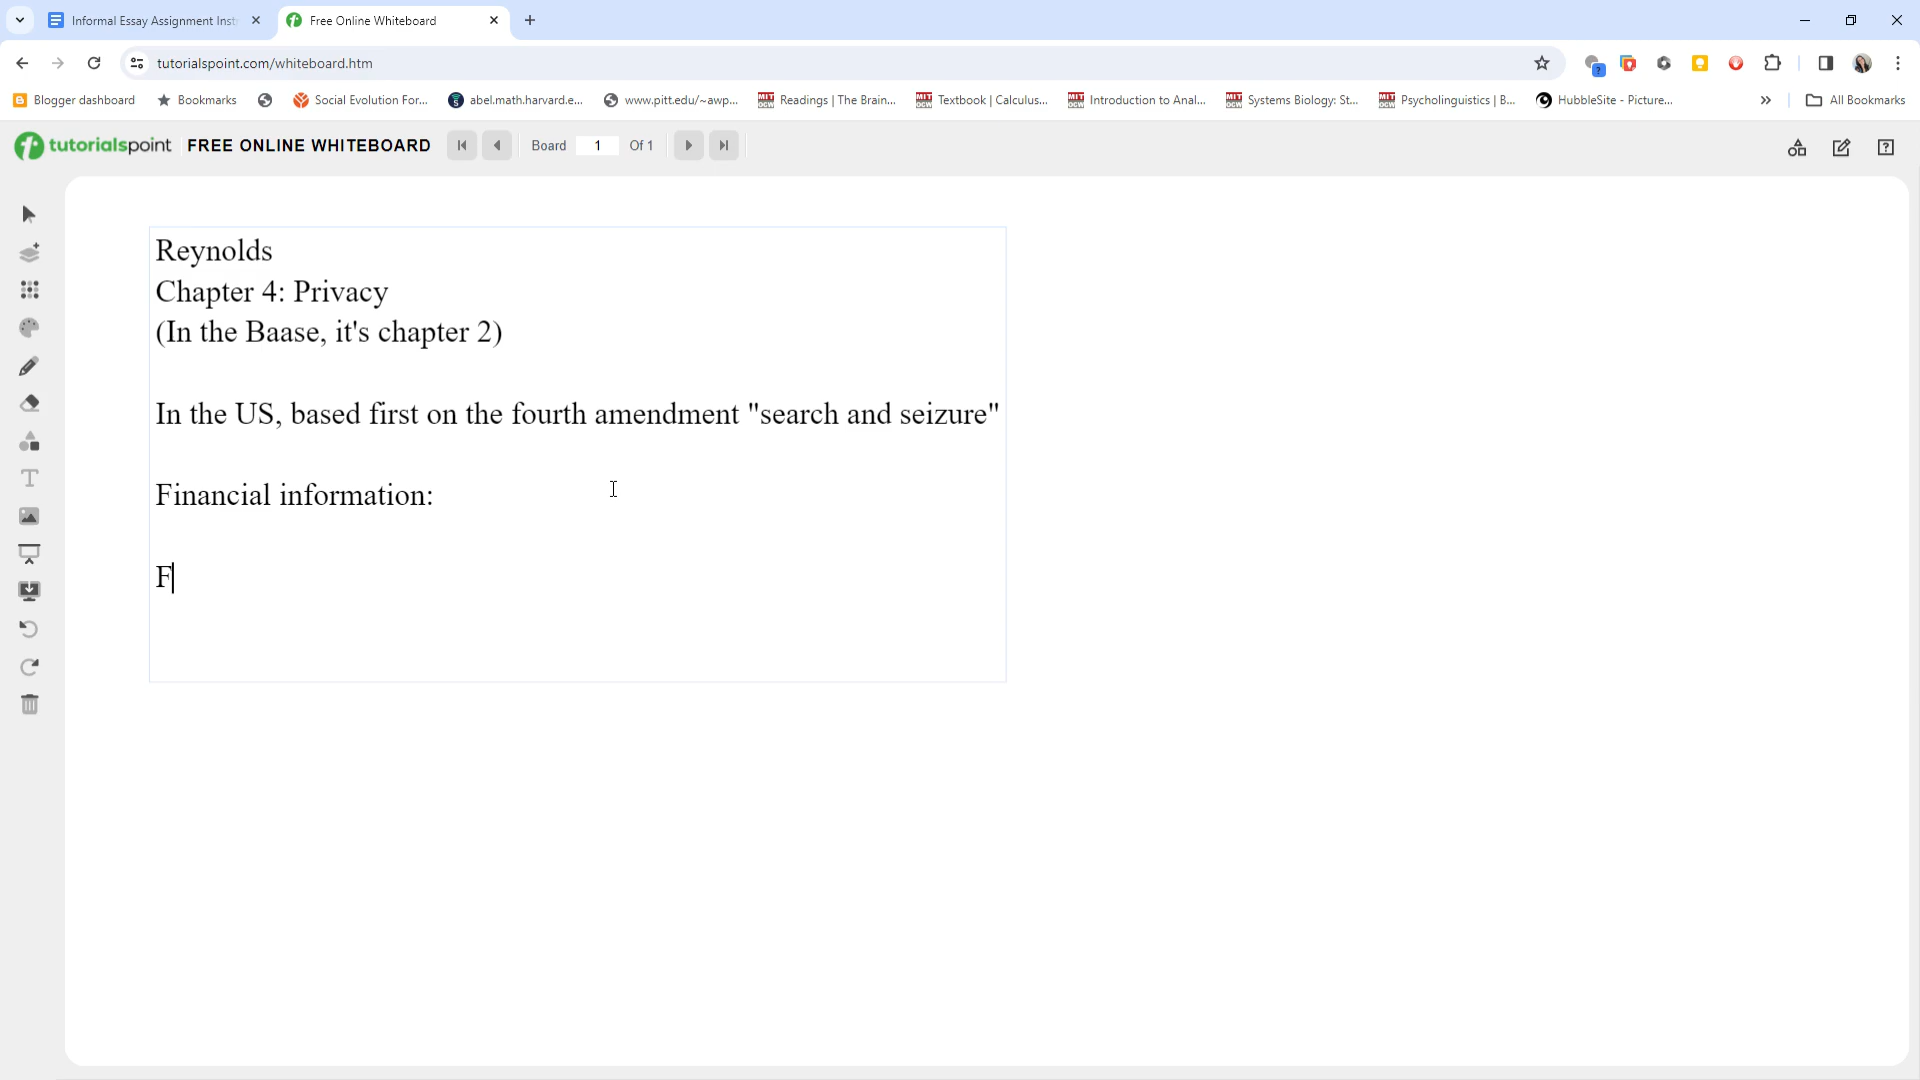 Informal Essay Assignment Inst
Free Online Whiteboard
tutorialspoint.com/whiteboard.htm
Blogger dashboard
Bookmarks
Social Evolution For...
abel.math.harvard.e...
www.pitt.edu/~awp...
Readings | The Brain...
Textbook | Calculus...
Introduction to Anal...
Systems Biology: St...
Psycholinguistics | B...
HubbleSite - Picture...
All Bookmarks
tutorialspoint
FREE ONLINE WHITEBOARD
Board 1 Of 1
Reynolds
Chapter 4: Privacy
(In the Baase, it's chapter 2)
In the US, based first on the fourth amendment "search and seizure"
Financial information:
F